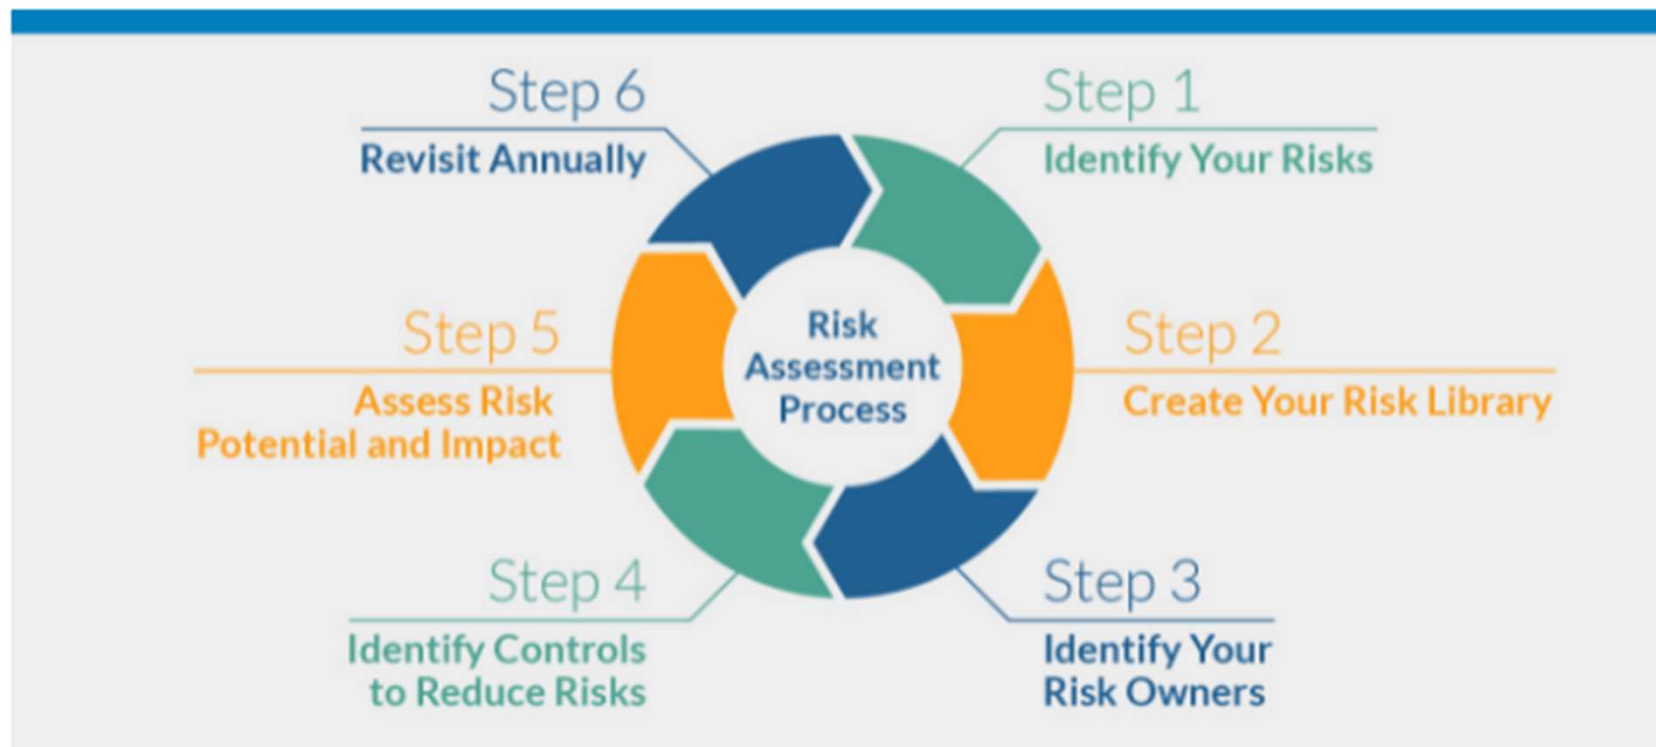 Step 6
Revisit Annually
Step 1
Identify Your Risks
Step 5
Assess Risk
Potential and Impact
Risk
Assessment
Process
Step 2
Create Your Risk Library
Step 4
Identify Controls
to Reduce Risks
Step 3
Identify Your
Risk Owners